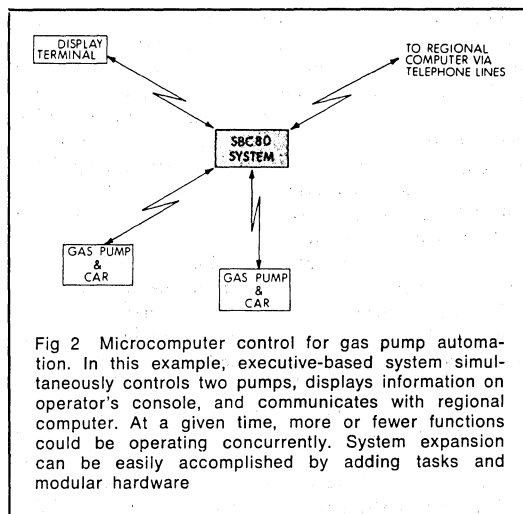 DISPLAY
TERMINAL
TO REGIONAL
COMPUTER VIA
TELEPHONE LINES
SBC80
SYSTEM
GAS PUMP
&
CAR
GAS PUMP
&
CAR
Fig 2 Microcomputer control for gas pump automa-
tion. In this example, executive-based system simul-
taneously controls two pumps, displays information on
operator's console, and communicates with regional
computer. At a given time, more or fewer functions
could be operating concurrently. System expansion
can be easily accomplished by adding tasks and
modular hardware